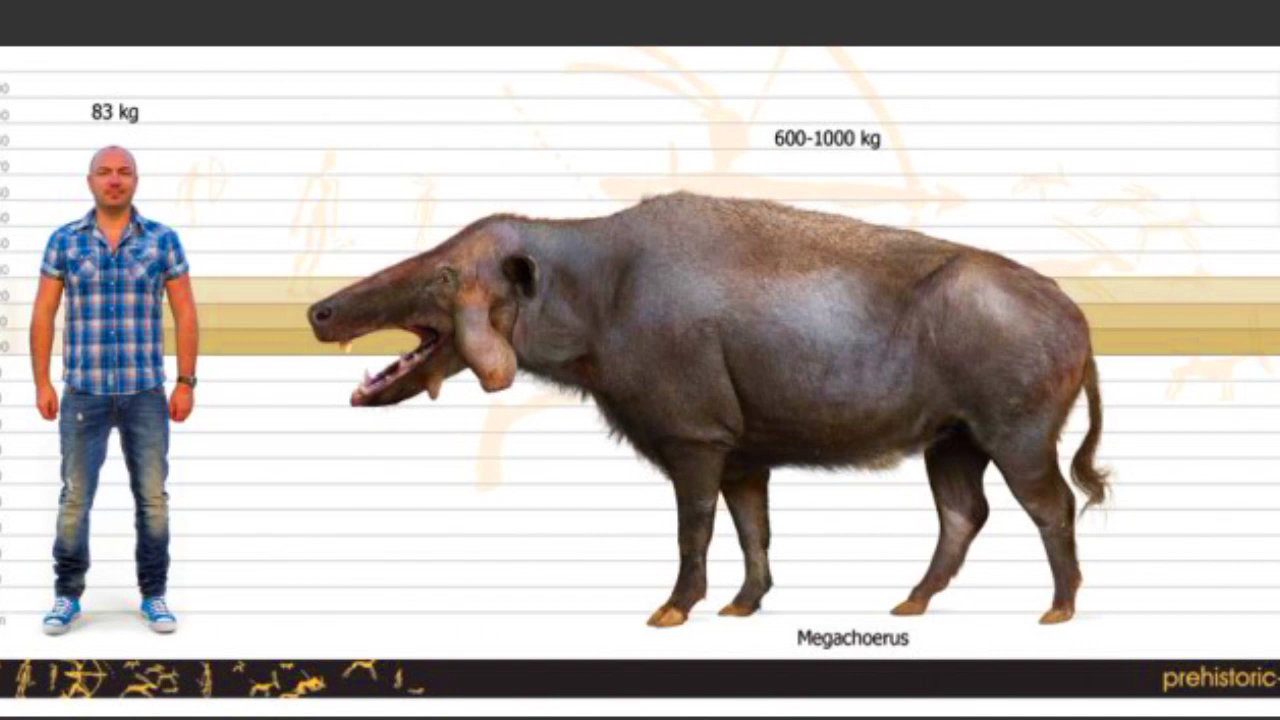 83 kg
600-1000 kg
Megachoerus
prehistoric-